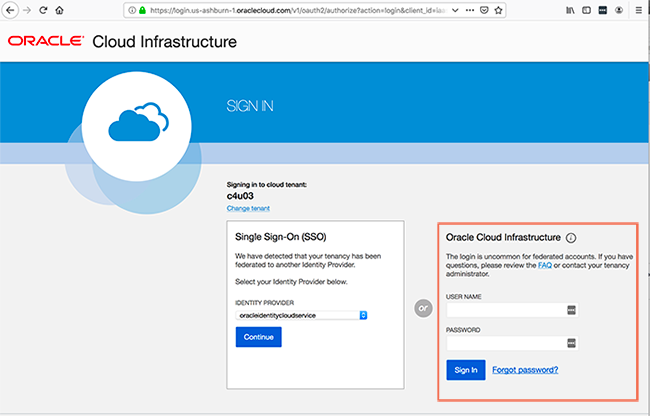 https://login.us-ashburn-1.oraclecloud.com/v1/oauth2/authorize?action=login&client_id=iaa
ORACLE Cloud Infrastructure
SIGN IN
Signing in to cloud tenant:
c4u03
Change tenant
Single Sign-On (SSO)
We have detected that your tenancy has been
federated to another Identity Provider.
Select your Identity Provider below.
IDENTITY PROVIDER
oracleidentitycloudservice
Continue
or
Oracle Cloud Infrastructure
The login is uncommon for federated accounts. If you have
questions, please review the FAQ or contact your tenancy
administrator.
USER NAME
PASSWORD
Sign In
Forgot password?